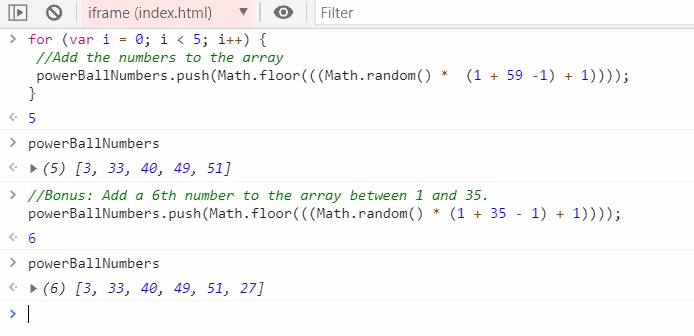 iframe (index.html) ▼ Filter
> for (var i = 0; i < 5; i++) {
//Add the numbers to the array
powerBallNumbers.push(Math.floor(((Math.random() *  (1 + 59 -1) + 1))));
}
<· 5
> powerBallNumbers
<· ▶ (5) [3, 33, 40, 49, 51]
> //Bonus: Add a 6th number to the array between 1 and 35.
powerBallNumbers.push(Math.floor(((Math.random() * (1 + 35 - 1) + 1))));
<· 6
> powerBallNumbers
<· ▶ (6) [3, 33, 40, 49, 51, 27]
>